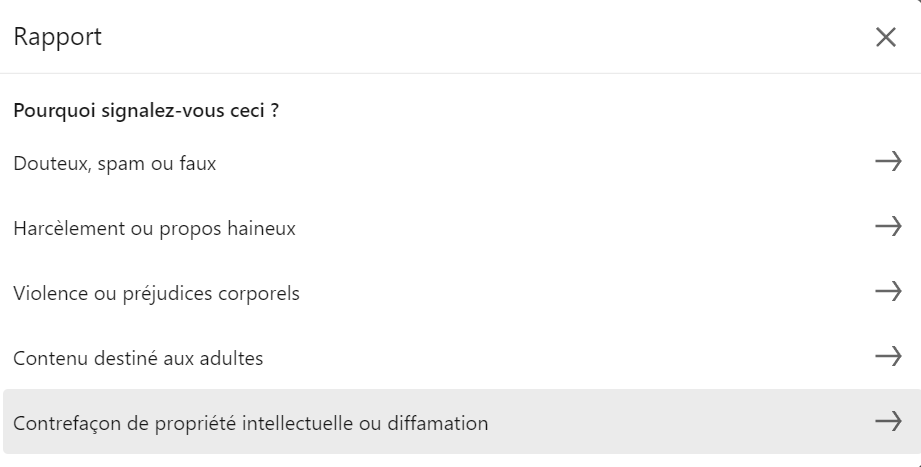 Rapport
Pourquoi signalez-vous ceci ?
Douteux, spam ou faux
Harcèlement ou propos haineux
Violence ou préjudices corporels
Contenu destiné aux adultes
Contrefaçon de propriété intellectuelle ou diffamation